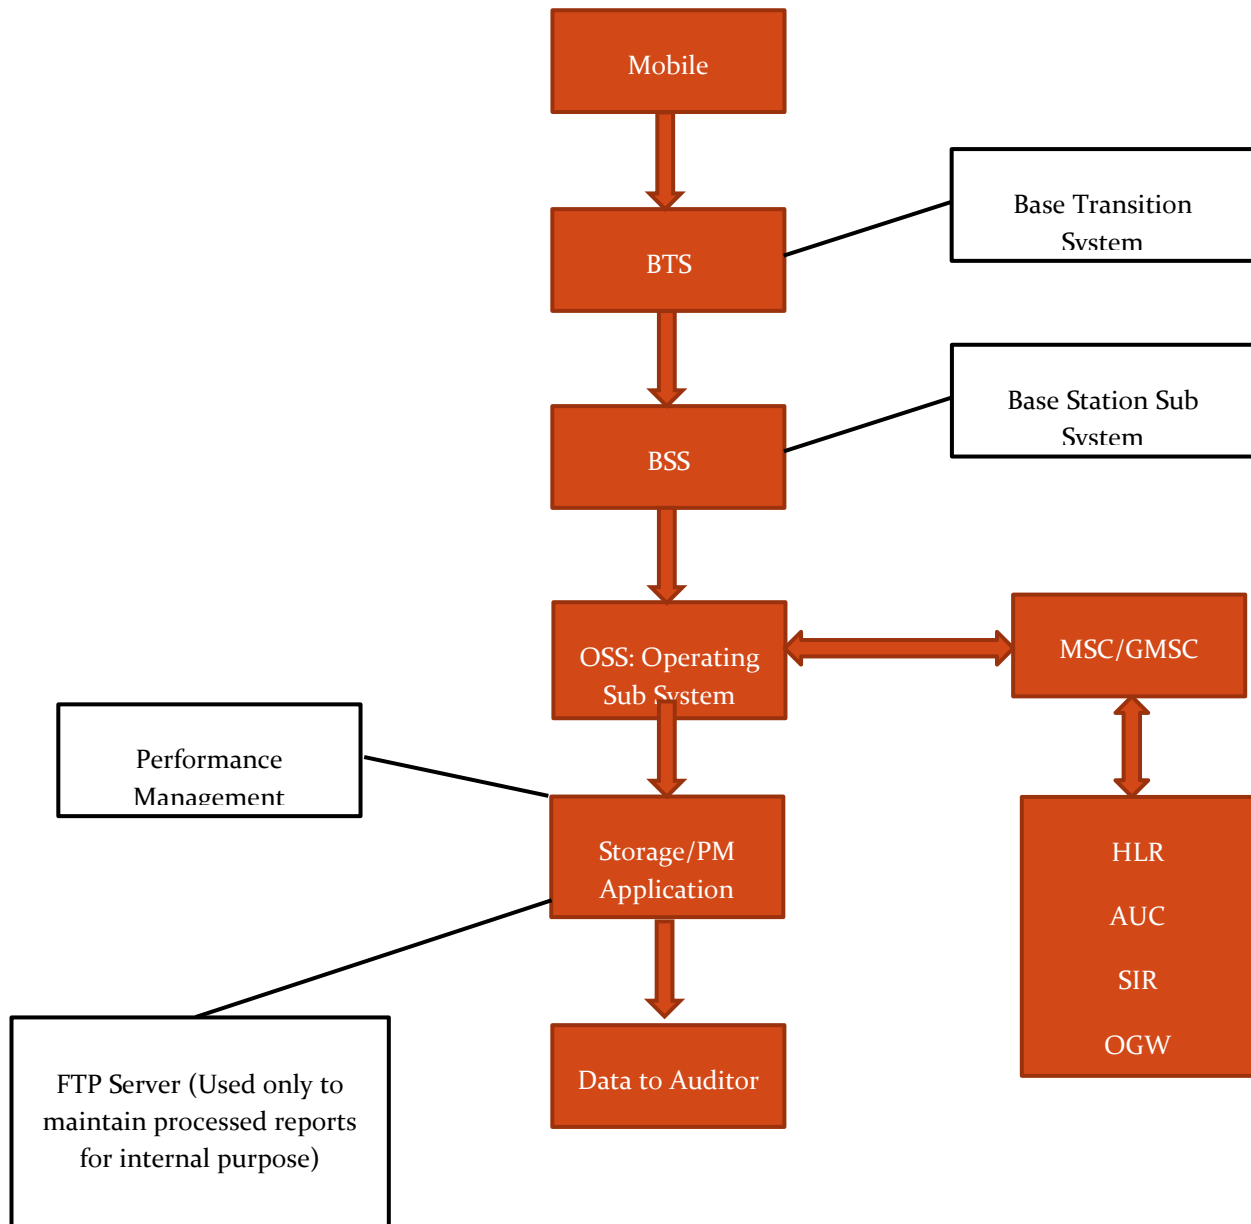 Mobile
Base Transition
System
BTS
Base Station Sub
System
BSS
OSS: Operating
Sub System
MSC/GMSC
Performance
Management
Storage/PM
Application
HLR
AUC
SIR
OGW
FTP Server (Used only to
maintain processed reports
for internal purpose)
Data to Auditor